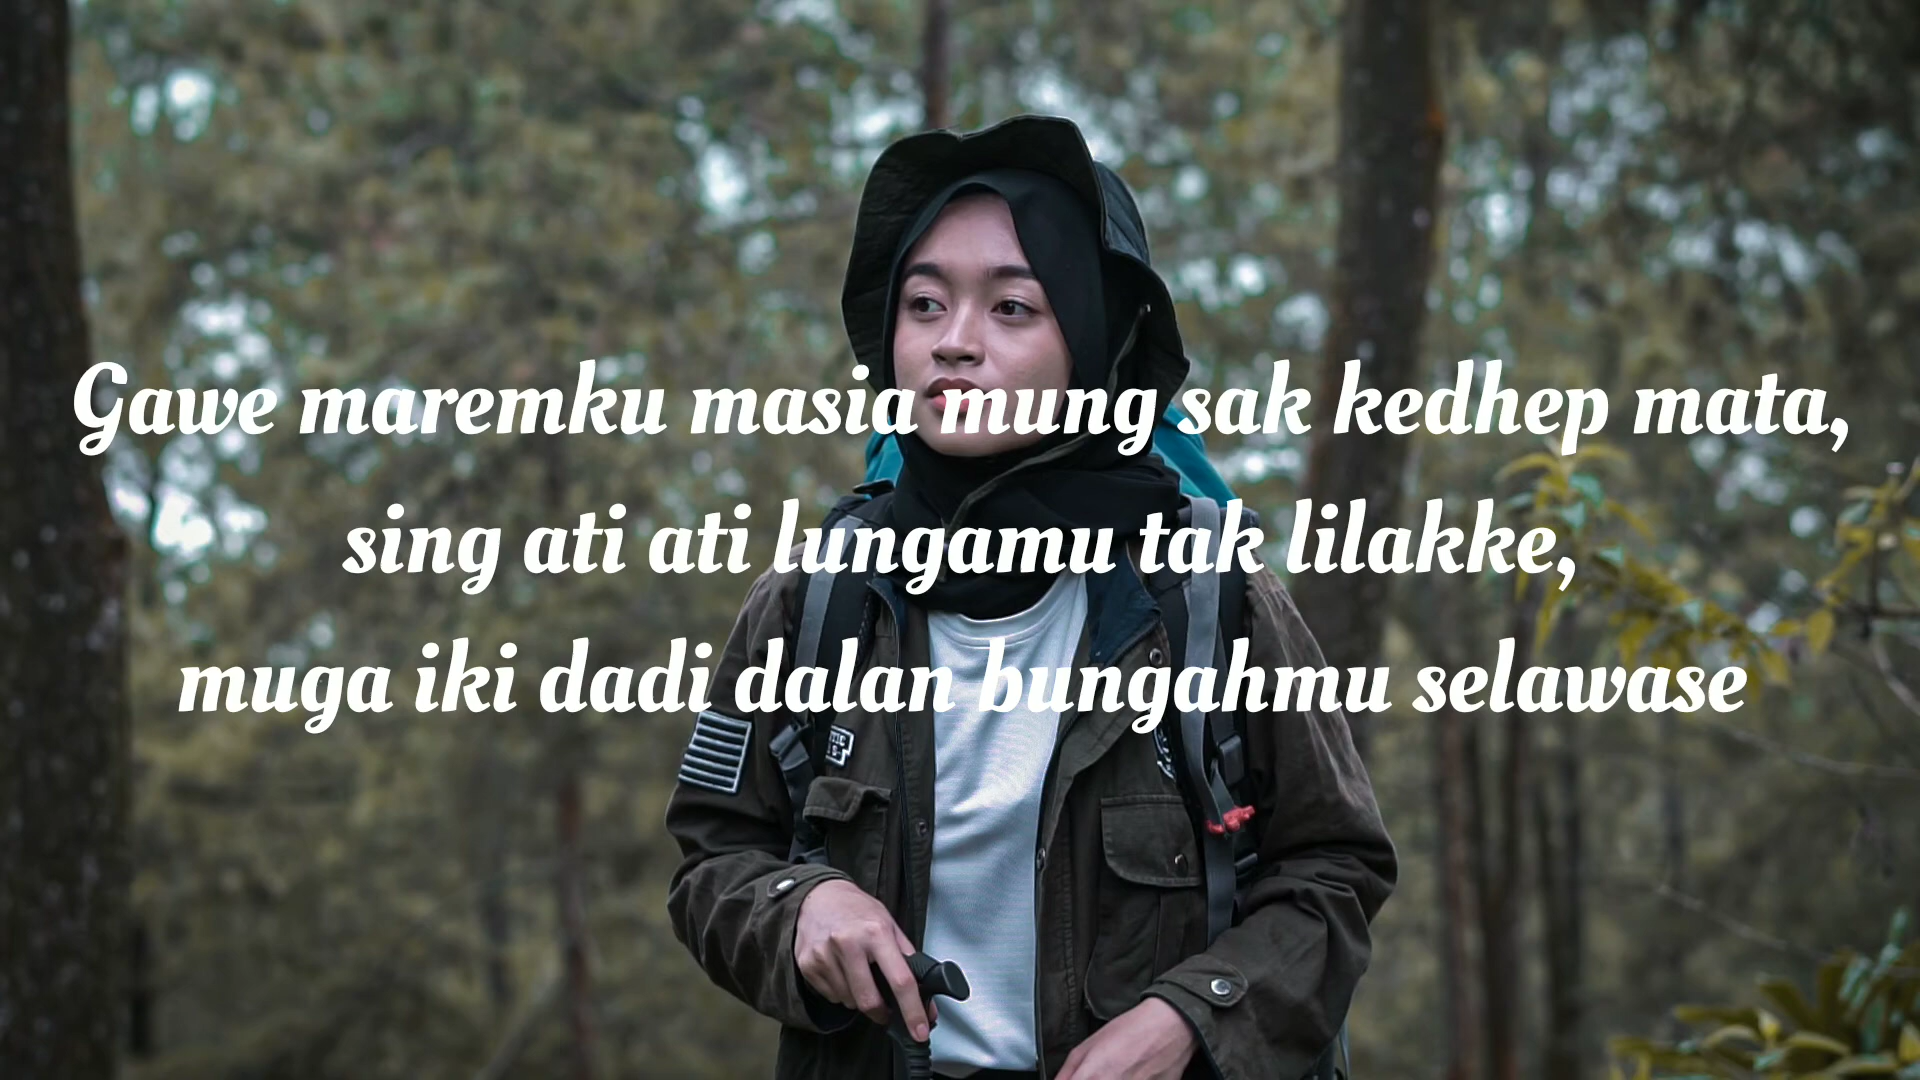 Gawe maremku masia mung sak kedhep mata,
sing ati ati lungamu tak lilakke,
muga iki dadi dalan bungahmu selawase